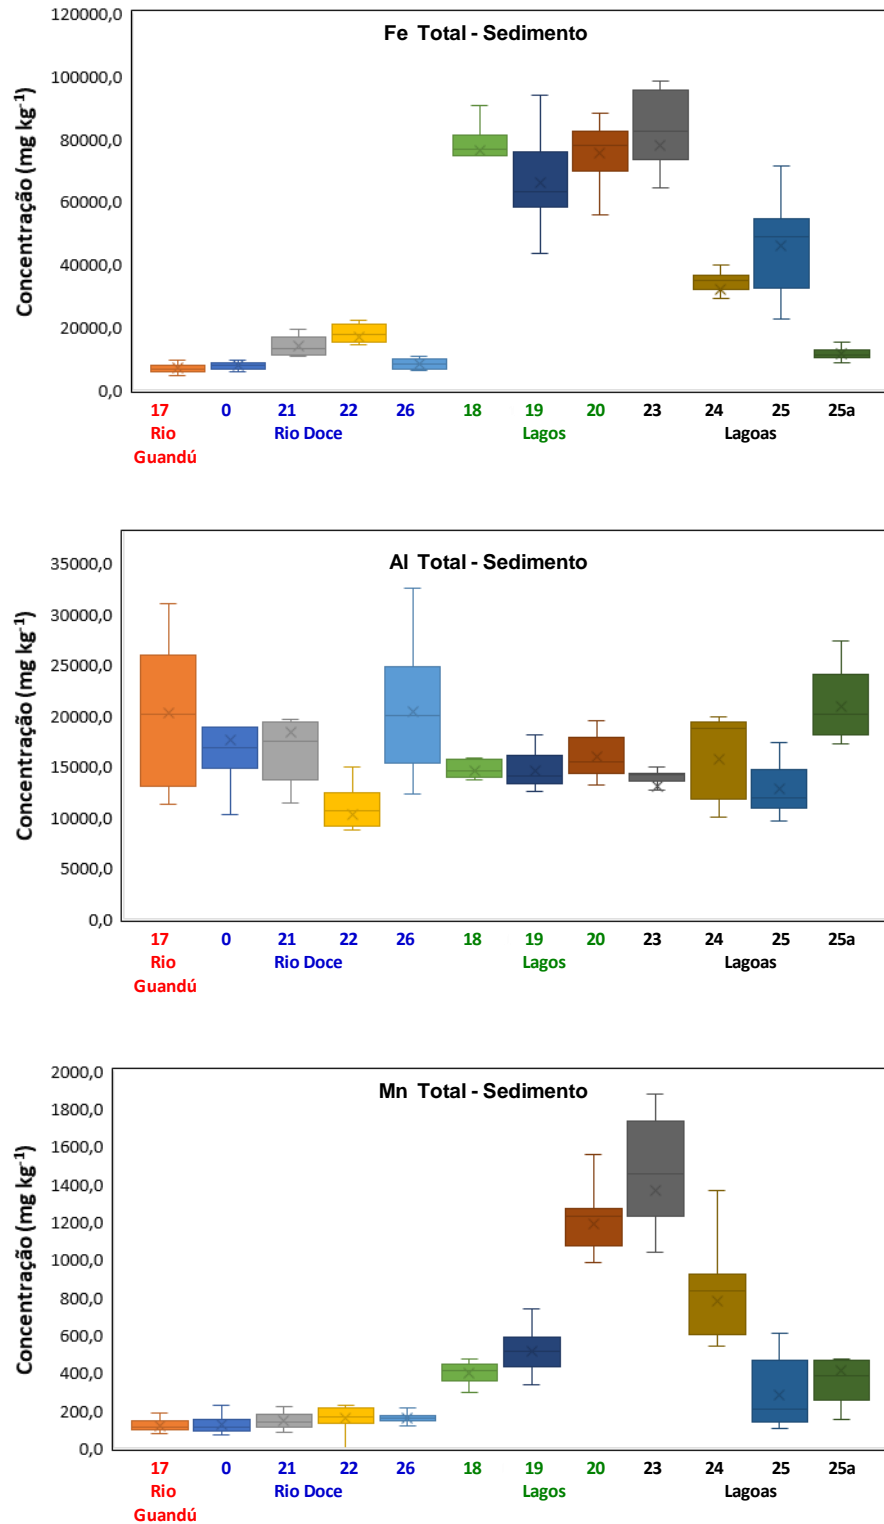 Fe Total - Sedimento
Concentração (mg kg-1)
120000,0
100000,0
80000,0
60000,0
40000,0
20000,0
0,0
17 0 21 22 26 18 19 20 23 24 25 25a
Rio Guandú Rio Doce Lagos Lagoas
Al Total - Sedimento
Concentração (mg kg-1)
35000,0
30000,0
25000,0
20000,0
15000,0
10000,0
5000,0
0,0
17 0 21 22 26 18 19 20 23 24 25 25a
Rio Guandú Rio Doce Lagos Lagoas
Mn Total - Sedimento
Concentração (mg kg-1)
2000,0
1800,0
1600,0
1400,0
1200,0
1000,0
800,0
600,0
400,0
200,0
0,0
17 0 21 22 26 18 19 20 23 24 25 25a
Rio Guandú Rio Doce Lagos Lagoas